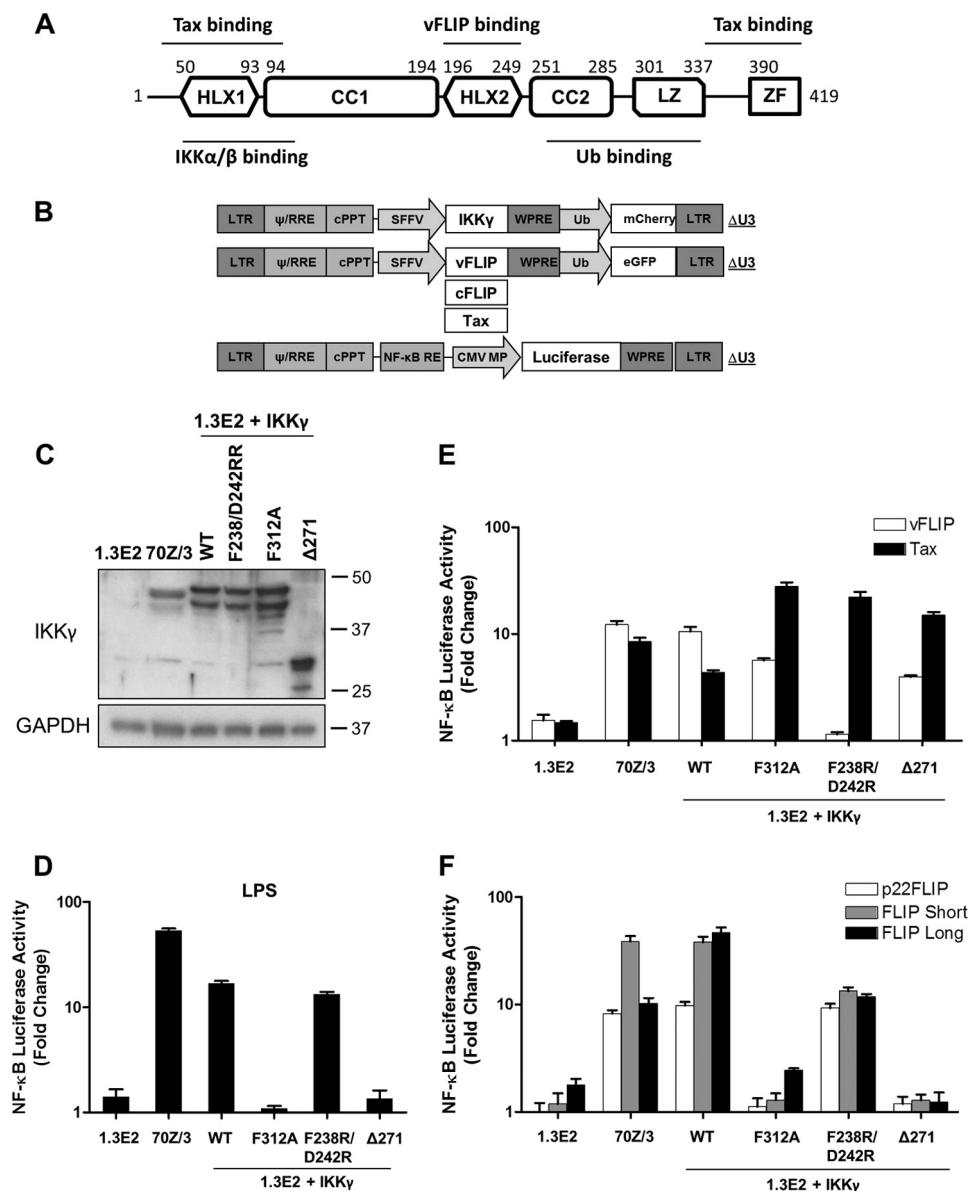 A
Tax binding vFLIP binding Tax binding
50 93 94 194 196 249 251 285 301 337 390
1 HLX1 CC1 HLX2 CC2 LZ ZF 419
IKKα/β binding Ub binding
B
LTR ψ/RRE cPPT SFFV IKKγ WPRE Ub mCherry LTR ΔU3
LTR ψ/RRE cPPT SFFV vFLIP WPRE Ub eGFP LTR ΔU3
cFLIP
Tax
LTR ψ/RRE cPPT NF-κB RE CMV MP Luciferase WPRE LTR ΔU3
C
1.3E2 + IKKγ
1.3E2 70Z/3 WT F238/D242RR F312A Δ271
IKKγ
50
37
25
GAPDH
37
E
NF-κB Luciferase Activity
(Fold Change)
100
10
1
vFLIP
Tax
1.3E2 70Z/3 WT F312A F238R/
D242R Δ271
1.3E2 + IKKγ
D
LPS
NF-κB Luciferase Activity
(Fold Change)
100
10
1
1.3E2 70Z/3 WT F312A F238R/
D242R Δ271
1.3E2 + IKKγ
F
NF-κB Luciferase Activity
(Fold Change)
100
10
1
p22FLIP
FLIP Short
FLIP Long
1.3E2 70Z/3 WT F312A F238R/
D242R Δ271
1.3E2 + IKKγ